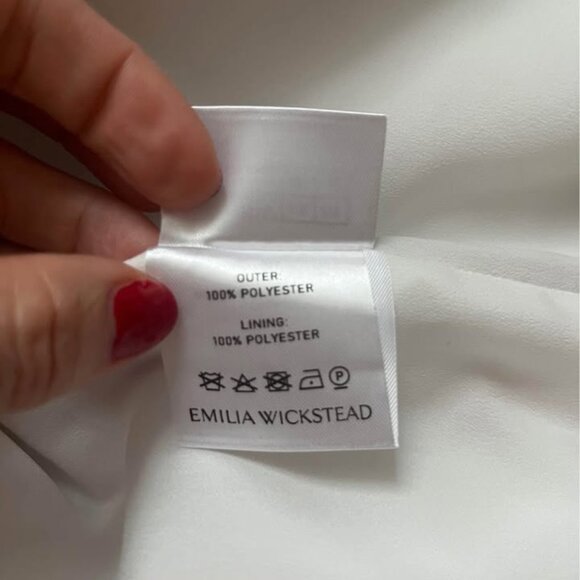 OUTER:
100% POLYESTER
LINING:
100% POLYESTER
P
EMILIA WICKSTEAD